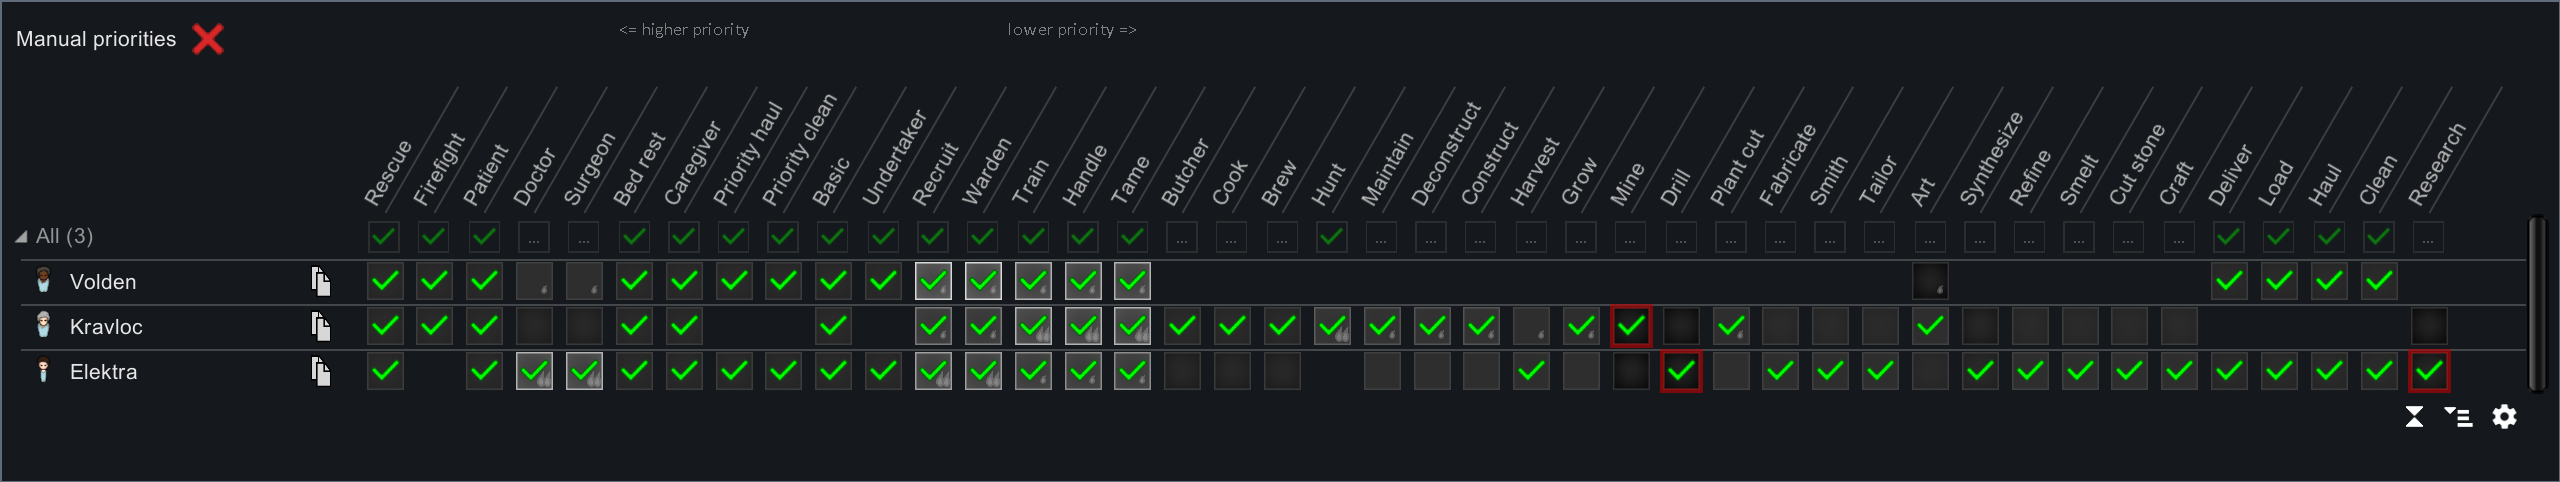 Manual priorities
<= higher priority
lower priority =>
Rescue
Firefight
Patient
Doctor
Surgeon
Bed rest
Caregiver
Priority haul
Priority clean
Basic
Undertaker
Recruit
Warden
Train
Handle
Tame
Butcher
Cook
Brew
Hunt
Maintain
Deconstruct
Construct
Harvest
Grow
Mine
Drill
Plant cut
Fabricate
Smith
Tailor
Art
Synthesize
Refine
Smelt
Cut stone
Craft
Deliver
Load
Haul
Clean
Research
All (3)
... ... ... ... ... ... ... ... ... ... ... ... ... ... ... ... ... ... ... ... ... ... ...
Volden
Kravloc
Elektra